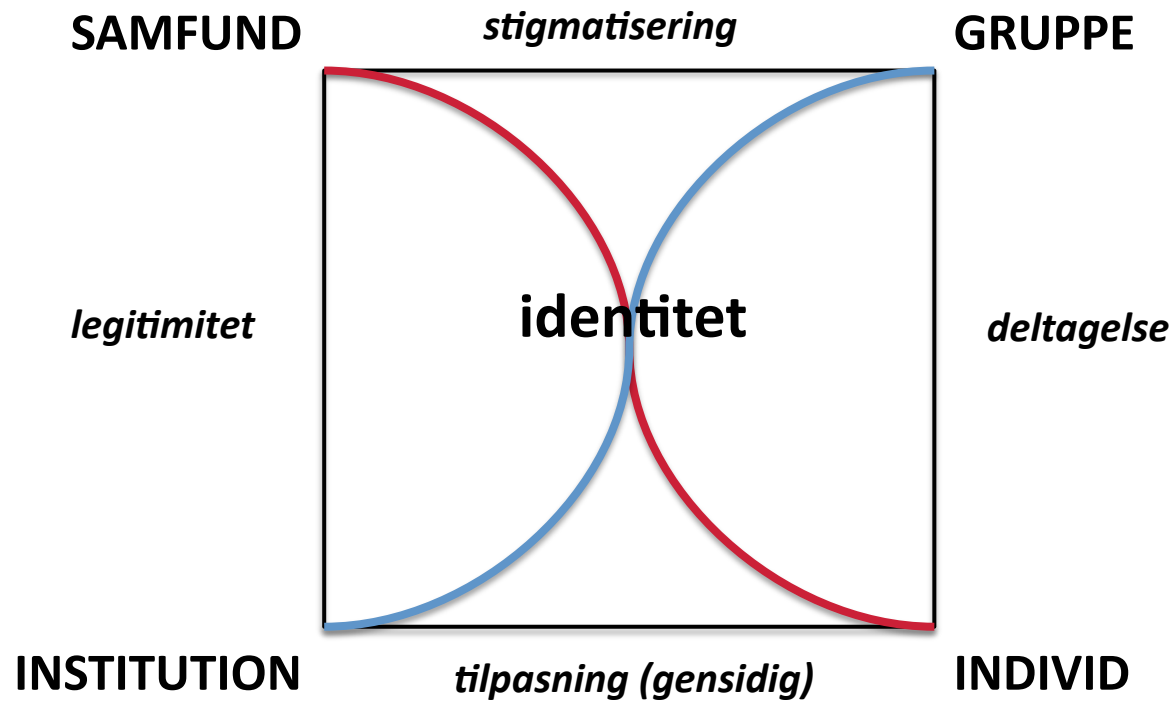 SAMFUND
stigmatisering
GRUPPE
legitimitet
identitet
deltagelse
INSTITUTION
tilpasning (gensidig)
INDIVID